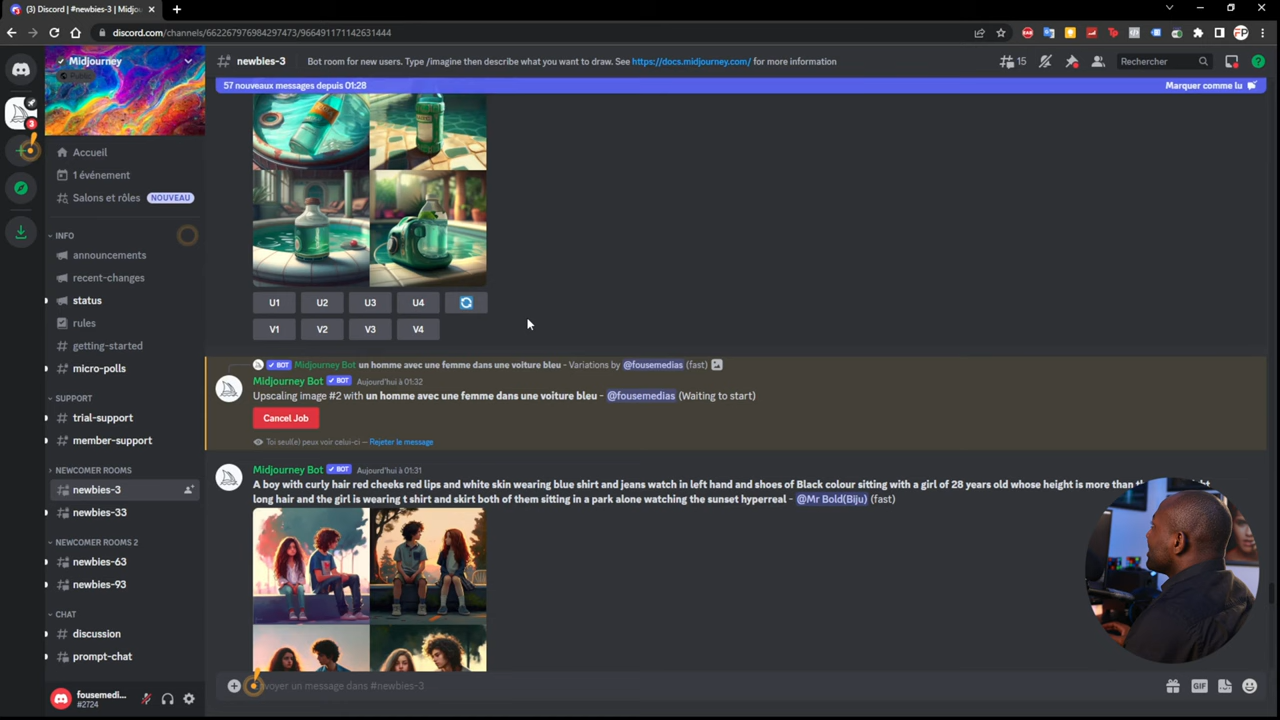 (3) Discord | #newbies-3 | Midjou
discord.com/channels/662267976984297473/966491171142631444
Midjourney
Public
newbies-3
Bot room for new users. Type /imagine then describe what you want to draw. See https://docs.midjourney.com/ for more information
15
Rechercher
57 nouveaux messages depuis 01:28
Marquer comme lu
3
Accueil
1 événement
Salons et rôles
NOUVEAU
INFO
announcements
recent-changes
status
rules
getting-started
micro-polls
SUPPORT
trial-support
member-support
NEWCOMER ROOMS
newbies-3
newbies-33
NEWCOMER ROOMS 2
newbies-63
newbies-93
CHAT
discussion
prompt-chat
fousemedi...
#2724
U1 U2 U3 U4
V1 V2 V3 V4
BOT Midjourney Bot un homme avec une femme dans une voiture bleu - Variations by @fousemedias (fast)
Midjourney Bot BOT Aujourd'hui à 01:32
Upscaling image #2 with un homme avec une femme dans une voiture bleu - @fousemedias (Waiting to start)
Cancel Job
Toi seul(e) peux voir celui-ci — Rejeter le message
Midjourney Bot BOT Aujourd'hui à 01:31
A boy with curly hair red cheeks red lips and white skin wearing blue shirt and jeans watch in left hand and shoes of Black colour sitting with a girl of 28 years old whose height is more than
long hair and the girl is wearing t shirt and skirt both of them sitting in a park alone watching the sunset hyperreal - @Mr Bold(Biju) (fast)
nvoyer un message dans #newbies-3
GIF